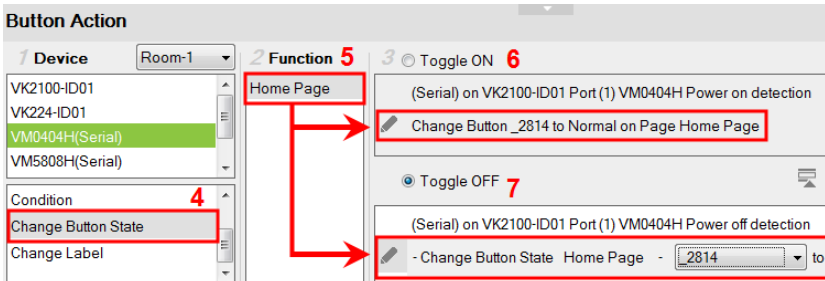 Button Action
1 Device Room-1 2 Function 5 3 Toggle ON 6
VK2100-ID01
VK224-ID01
VM0404H(Serial)
VM5808H(Serial)
Condition 4
Change Button State
Change Label
Home Page
(Serial) on VK2100-ID01 Port (1) VM0404H Power on detection
Change Button _2814 to Normal on Page Home Page
Toggle OFF 7
(Serial) on VK2100-ID01 Port (1) VM0404H Power off detection
- Change Button State Home Page - _2814 to